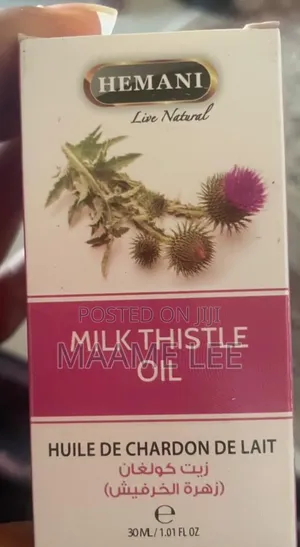 HEMANI
Live Natural
POSTED ON JIJI
MILK THISTLE
MAAME LEE
OIL
HUILE DE CHARDON DE LAIT
زيت كولغان
(زهرة الخرفيش)
e
30 ML / 1.01 FL OZ